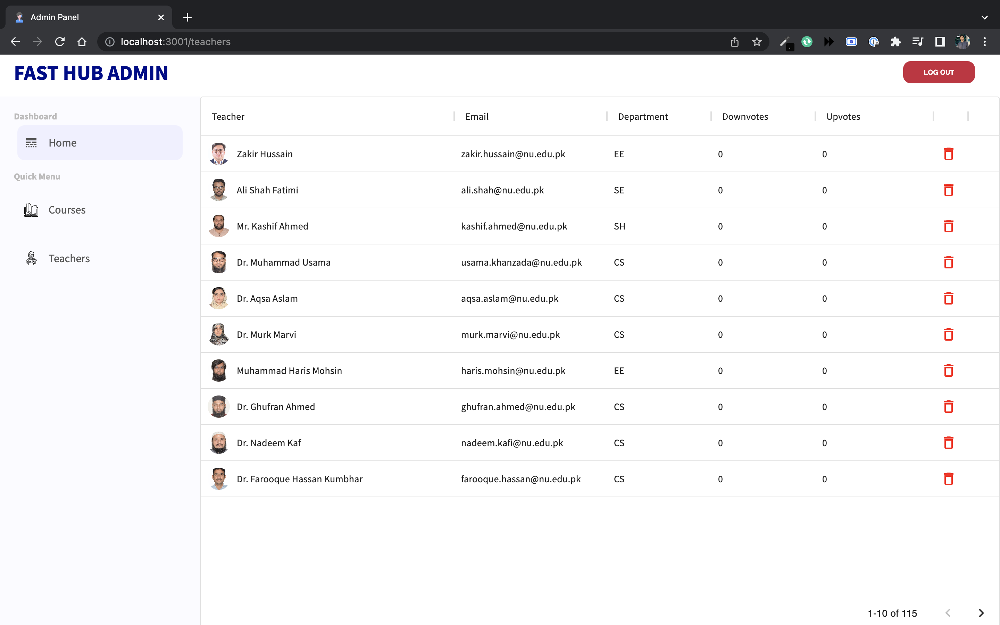 Admin Panel
localhost:3001/teachers
FAST HUB ADMIN
LOG OUT
Dashboard
Home
Quick Menu
Courses
Teachers
Teacher Email Department Downvotes Upvotes
Zakir Hussain zakir.hussain@nu.edu.pk EE 0 0
Ali Shah Fatimi ali.shah@nu.edu.pk SE 0 0
Mr. Kashif Ahmed kashif.ahmed@nu.edu.pk SH 0 0
Dr. Muhammad Usama usama.khanzada@nu.edu.pk CS 0 0
Dr. Aqsa Aslam aqsa.aslam@nu.edu.pk CS 0 0
Dr. Murk Marvi murk.marvi@nu.edu.pk CS 0 0
Muhammad Haris Mohsin haris.mohsin@nu.edu.pk EE 0 0
Dr. Ghufran Ahmed ghufran.ahmed@nu.edu.pk CS 0 0
Dr. Nadeem Kaf nadeem.kafi@nu.edu.pk CS 0 0
Dr. Farooque Hassan Kumbhar farooque.hassan@nu.edu.pk CS 0 0
1-10 of 115